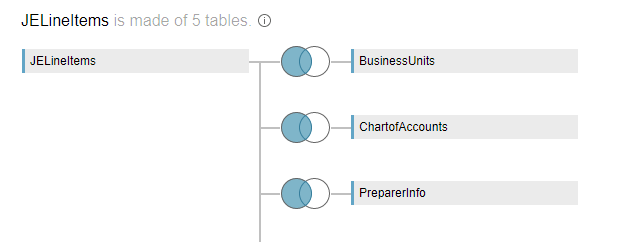 JELineItems is made of 5 tables.
JELineItems
BusinessUnits
ChartofAccounts
PreparerInfo